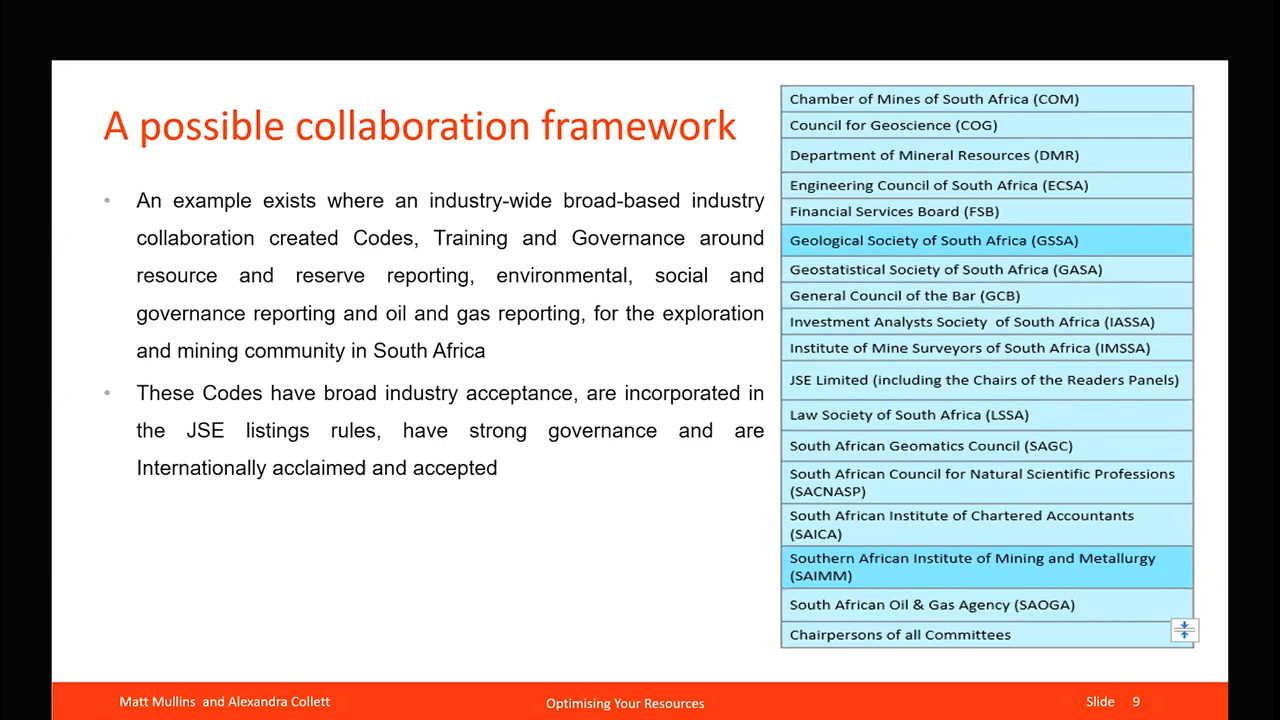 A possible collaboration framework
• An example exists where an industry-wide broad-based industry
collaboration created Codes, Training and Governance around
resource and reserve reporting, environmental, social and
governance reporting and oil and gas reporting, for the exploration
and mining community in South Africa
• These Codes have broad industry acceptance, are incorporated in
the JSE listings rules, have strong governance and are
Internationally acclaimed and accepted
Chamber of Mines of South Africa (COM)
Council for Geoscience (COG)
Department of Mineral Resources (DMR)
Engineering Council of South Africa (ECSA)
Financial Services Board (FSB)
Geological Society of South Africa (GSSA)
Geostatistical Society of South Africa (GASA)
General Council of the Bar (GCB)
Investment Analysts Society of South Africa (IASSA)
Institute of Mine Surveyors of South Africa (IMSSA)
JSE Limited (including the Chairs of the Readers Panels)
Law Society of South Africa (LSSA)
South African Geomatics Council (SAGC)
South African Council for Natural Scientific Professions
(SACNASP)
South African Institute of Chartered Accountants
(SAICA)
Southern African Institute of Mining and Metallurgy
(SAIMM)
South African Oil & Gas Agency (SAOGA)
Chairpersons of all Committees
Matt Mullins and Alexandra Collett
Optimising Your Resources
Slide 9